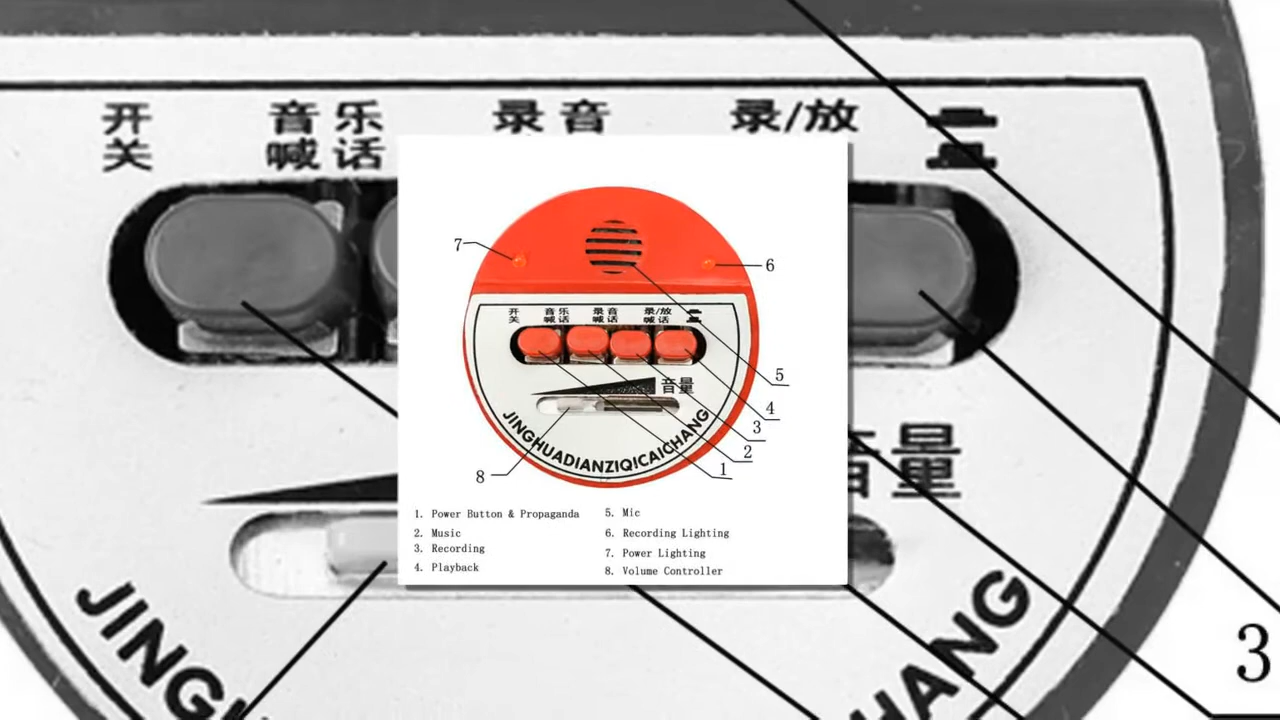 开 音乐 录音 录/放
关 喊话
7
6
开 音乐 录音 录/放
关 喊话 喊话 喊话
音量
5
4
3
2
1
8
JINGHUADIANZIQICAICHANG
1. Power Button & Propaganda
2. Music
3. Recording
4. Playback
5. Mic
6. Recording Lighting
7. Power Lighting
8. Volume Controller
音量
3
JINGH
HANG